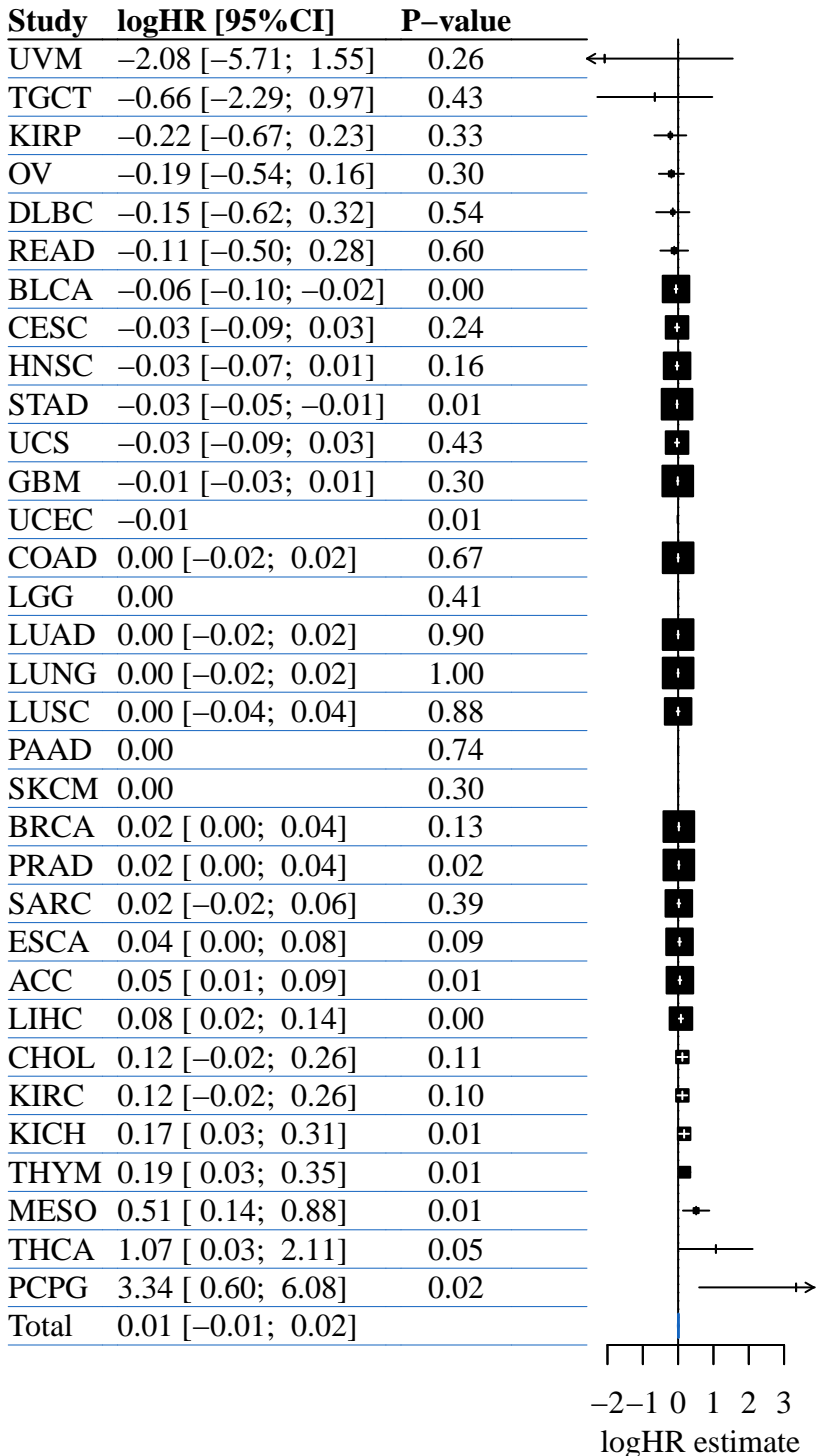 Study logHR [95%CI] P−value
UVM −2.08 [−5.71; 1.55] 0.26
TGCT −0.66 [−2.29; 0.97] 0.43
KIRP −0.22 [−0.67; 0.23] 0.33
OV −0.19 [−0.54; 0.16] 0.30
DLBC −0.15 [−0.62; 0.32] 0.54
READ −0.11 [−0.50; 0.28] 0.60
BLCA −0.06 [−0.10; −0.02] 0.00
CESC −0.03 [−0.09; 0.03] 0.24
HNSC −0.03 [−0.07; 0.01] 0.16
STAD −0.03 [−0.05; −0.01] 0.01
UCS −0.03 [−0.09; 0.03] 0.43
GBM −0.01 [−0.03; 0.01] 0.30
UCEC −0.01 0.01
COAD 0.00 [−0.02; 0.02] 0.67
LGG 0.00 0.41
LUAD 0.00 [−0.02; 0.02] 0.90
LUNG 0.00 [−0.02; 0.02] 1.00
LUSC 0.00 [−0.04; 0.04] 0.88
PAAD 0.00 0.74
SKCM 0.00 0.30
BRCA 0.02 [ 0.00; 0.04] 0.13
PRAD 0.02 [ 0.00; 0.04] 0.02
SARC 0.02 [−0.02; 0.06] 0.39
ESCA 0.04 [ 0.00; 0.08] 0.09
ACC 0.05 [ 0.01; 0.09] 0.01
LIHC 0.08 [ 0.02; 0.14] 0.00
CHOL 0.12 [−0.02; 0.26] 0.11
KIRC 0.12 [−0.02; 0.26] 0.10
KICH 0.17 [ 0.03; 0.31] 0.01
THYM 0.19 [ 0.03; 0.35] 0.01
MESO 0.51 [ 0.14; 0.88] 0.01
THCA 1.07 [ 0.03; 2.11] 0.05
PCPG 3.34 [ 0.60; 6.08] 0.02
Total 0.01 [−0.01; 0.02]
−2 −1 0 1 2 3
logHR estimate